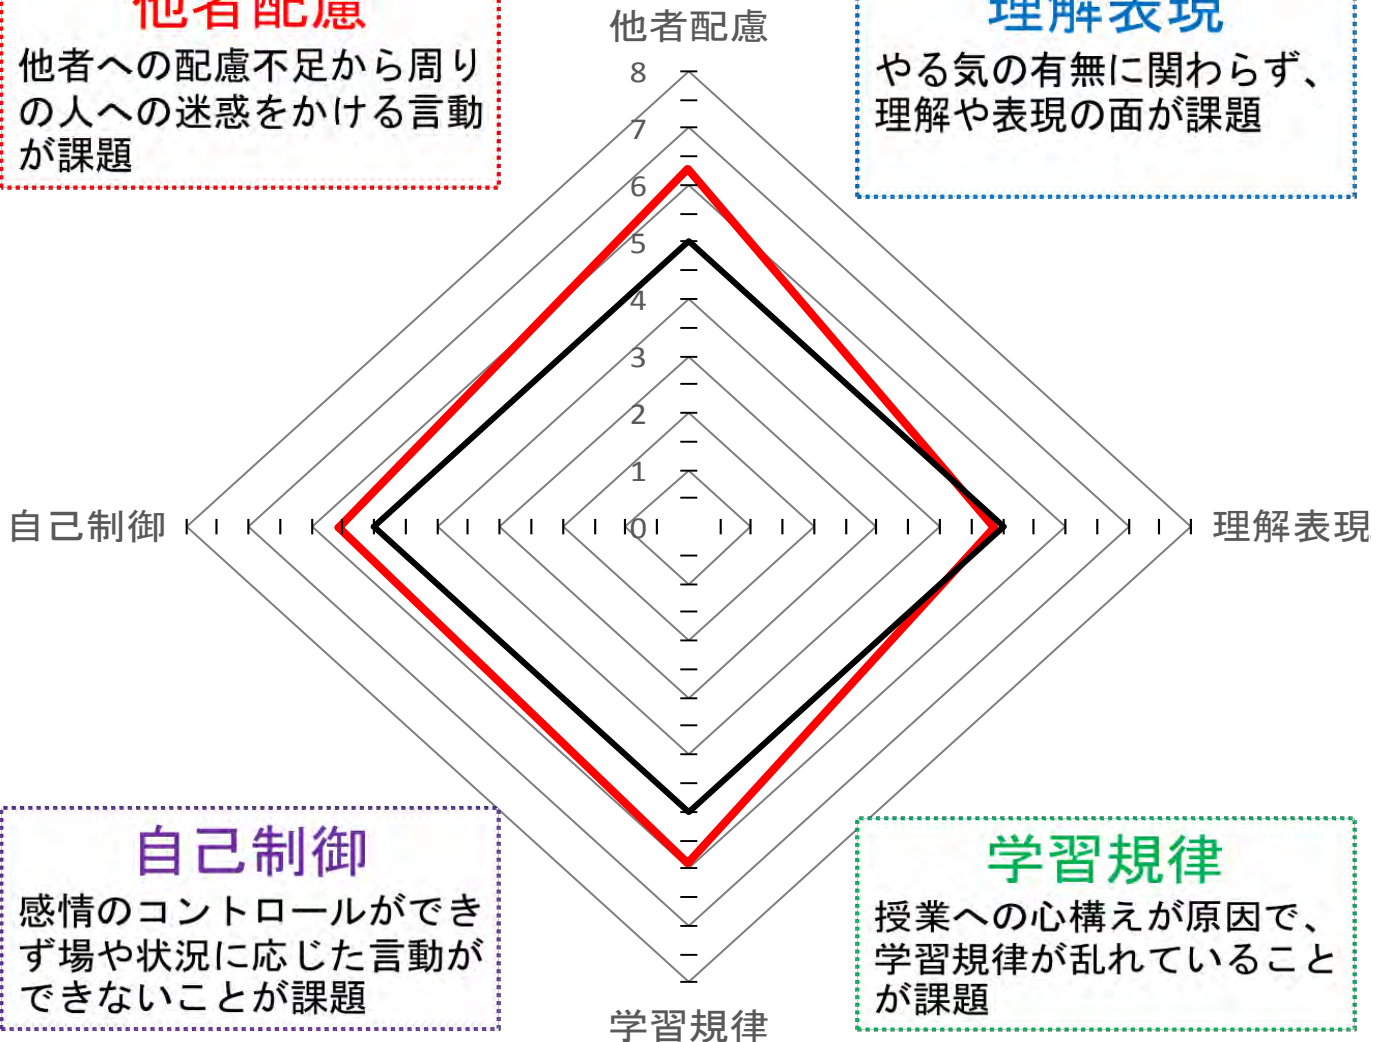 他者配慮
他者への配慮不足から周り
の人への迷惑をかける言動
が課題
他者配慮
理解表現
やる気の有無に関わらず、
理解や表現の面が課題
8
7
6
5
4
3
2
1
0
自己制御
理解表現
自己制御
感情のコントロールができ
ず場や状況に応じた言動が
できないことが課題
学習規律
授業への心構えが原因で、
学習規律が乱れていること
が課題
学習規律